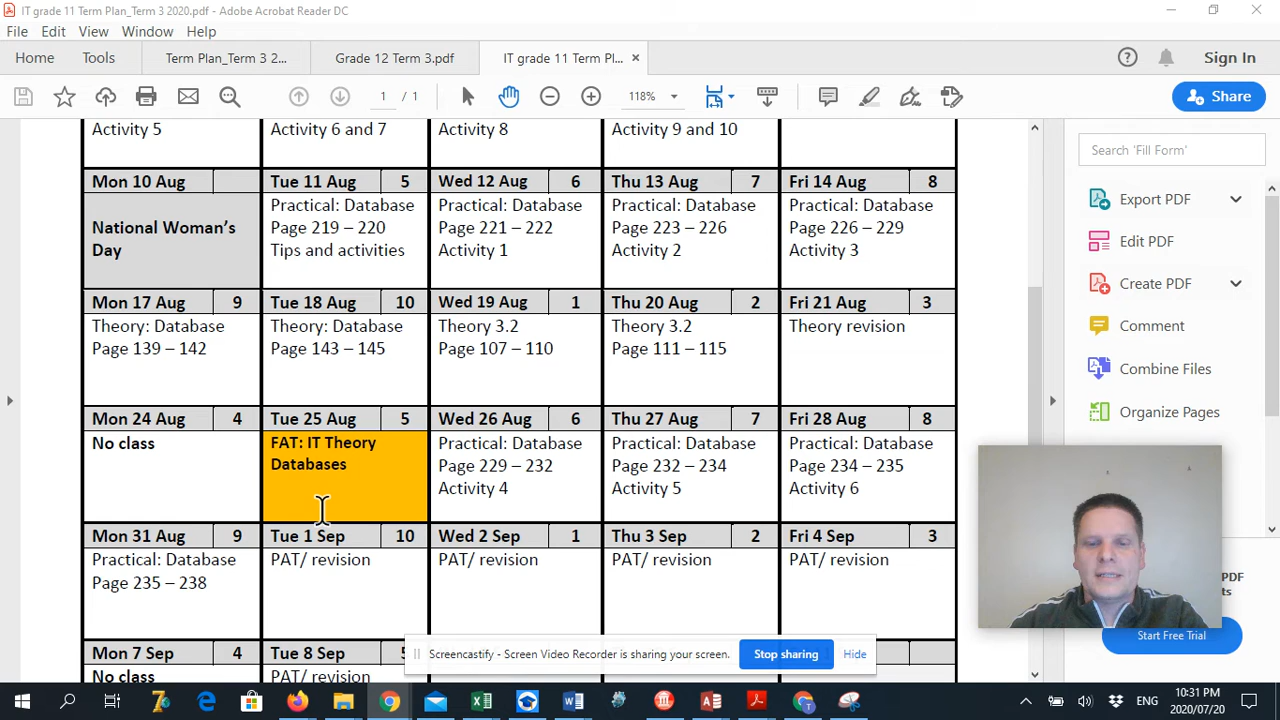 IT grade 11 Term Plan_Term 3 2020.pdf - Adobe Acrobat Reader DC
File Edit View Window Help
Home Tools Term Plan_Term 3 2... Grade 12 Term 3.pdf IT grade 11 Term Pl... Sign In
1 / 1 118% Share
Activity 5 Activity 6 and 7 Activity 8 Activity 9 and 10
Search 'Fill Form'
Mon 10 Aug Tue 11 Aug 5 Wed 12 Aug 6 Thu 13 Aug 7 Fri 14 Aug 8
National Woman's
Day
Practical: Database
Page 219 – 220
Tips and activities
Practical: Database
Page 221 – 222
Activity 1
Practical: Database
Page 223 – 226
Activity 2
Practical: Database
Page 226 – 229
Activity 3
Mon 17 Aug 9 Tue 18 Aug 10 Wed 19 Aug 1 Thu 20 Aug 2 Fri 21 Aug 3
Theory: Database
Page 139 – 142
Theory: Database
Page 143 – 145
Theory 3.2
Page 107 – 110
Theory 3.2
Page 111 – 115
Theory revision
Mon 24 Aug 4 Tue 25 Aug 5 Wed 26 Aug 6 Thu 27 Aug 7 Fri 28 Aug 8
No class
FAT: IT Theory
Databases
Practical: Database
Page 229 – 232
Activity 4
Practical: Database
Page 232 – 234
Activity 5
Practical: Database
Page 234 – 235
Activity 6
Mon 31 Aug 9 Tue 1 Sep 10 Wed 2 Sep 1 Thu 3 Sep 2 Fri 4 Sep 3
Practical: Database
Page 235 – 238
PAT/ revision
PAT/ revision
PAT/ revision
PAT/ revision
Mon 7 Sep 4 Tue 8 Sep
No class PAT/ revision
Export PDF
Edit PDF
Create PDF
Comment
Combine Files
Organize Pages
PDF
Start Free Trial
Screencastify - Screen Video Recorder is sharing your screen. Stop sharing Hide
ENG
10:31 PM
2020/07/20